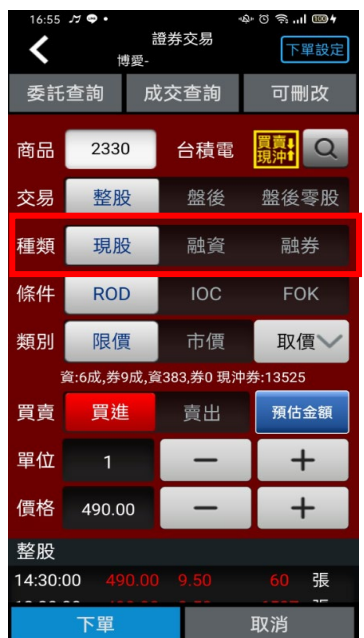 16:55
100
證券交易
博愛-
下單設定
委託查詢 成交查詢 可刪改
商品 2330 台積電 買賣現沖
交易 整股 盤後 盤後零股
種類 現股 融資 融券
條件 ROD IOC FOK
類別 限價 市價 取價
資:6成,券9成,資383,券0 現沖券:13525
買賣 買進 賣出 預估金額
單位 1 — +
價格 490.00 — +
整股
14:30:00 490.00 9.50 60 張
下單 取消